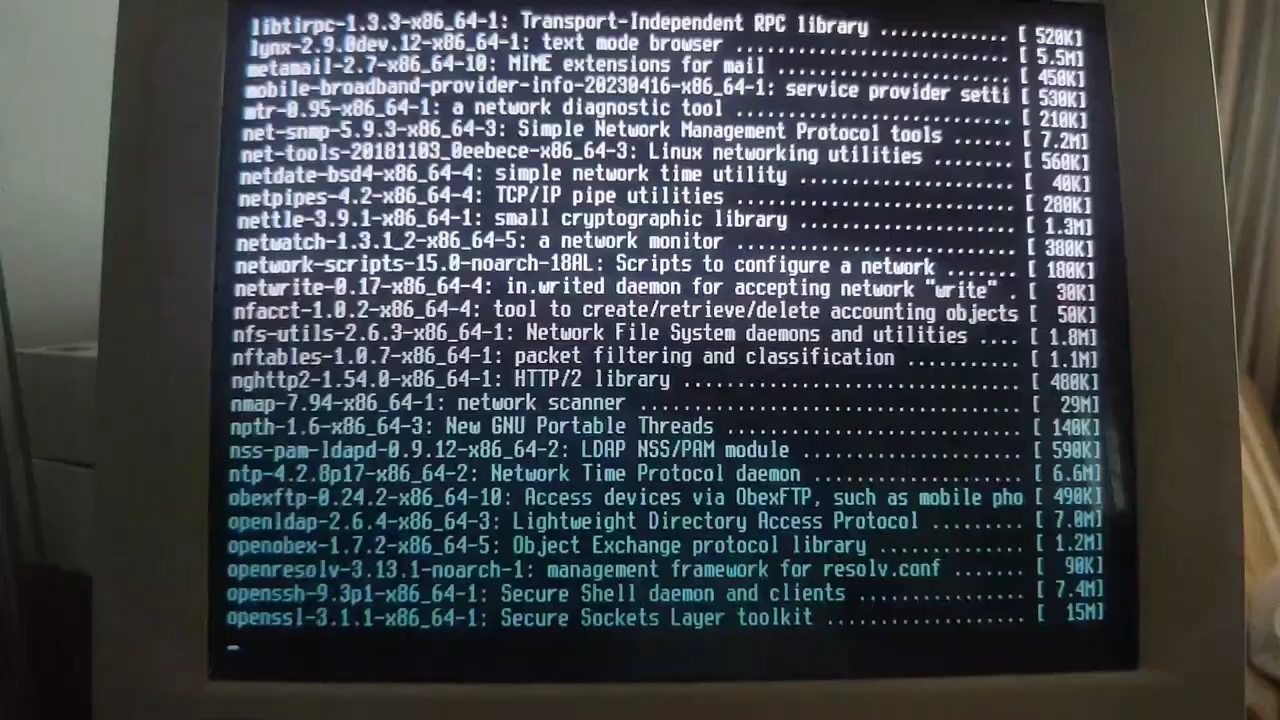 libtirpc-1.3.3-x86_64-1: Transport-Independent RPC library ............. [ 520K]
lynx-2.9.0dev.12-x86_64-1: text mode browser ............................ [ 5.5M]
metamail-2.7-x86_64-10: MIME extensions for mail ........................ [ 450K]
mobile-broadband-provider-info-20230416-x86_64-1: service provider setti [ 530K]
mtr-0.95-x86_64-1: a network diagnostic tool ............................ [ 210K]
net-snmp-5.9.3-x86_64-3: Simple Network Management Protocol tools ...... [ 7.2M]
net-tools-20181103_0eebece-x86_64-3: Linux networking utilities ........ [ 560K]
netdate-bsd4-x86_64-4: simple network time utility .................... [ 40K]
netpipes-4.2-x86_64-4: TCP/IP pipe utilities .......................... [ 280K]
nettle-3.9.1-x86_64-1: small cryptographic library .................... [ 1.3M]
netwatch-1.3.1_2-x86_64-5: a network monitor .......................... [ 380K]
network-scripts-15.0-noarch-18AL: Scripts to configure a network ....... [ 180K]
netwrite-0.17-x86_64-4: in.writed daemon for accepting network "write" . [ 30K]
nfacct-1.0.2-x86_64-4: tool to create/retrieve/delete accounting objects [ 50K]
nfs-utils-2.6.3-x86_64-1: Network File System daemons and utilities .... [ 1.8M]
nftables-1.0.7-x86_64-1: packet filtering and classification ........... [ 1.1M]
nghttp2-1.54.0-x86_64-1: HTTP/2 library ............................... [ 480K]
nmap-7.94-x86_64-1: network scanner ................................... [ 29M]
npth-1.6-x86_64-3: New GNU Portable Threads ........................... [ 140K]
nss-pam-ldapd-0.9.12-x86_64-2: LDAP NSS/PAM module .................... [ 590K]
ntp-4.2.8p17-x86_64-2: Network Time Protocol daemon ................... [ 6.6M]
obexftp-0.24.2-x86_64-10: Access devices via ObexFTP, such as mobile pho [ 490K]
openldap-2.6.4-x86_64-3: Lightweight Directory Access Protocol ........ [ 7.0M]
openobex-1.7.2-x86_64-5: Object Exchange protocol library ............. [ 1.2M]
openresolv-3.13.1-noarch-1: management framework for resolv.conf ...... [ 90K]
openssh-9.3p1-x86_64-1: Secure Shell daemon and clients ............... [ 7.4M]
openssl-3.1.1-x86_64-1: Secure Sockets Layer toolkit .................. [ 15M]